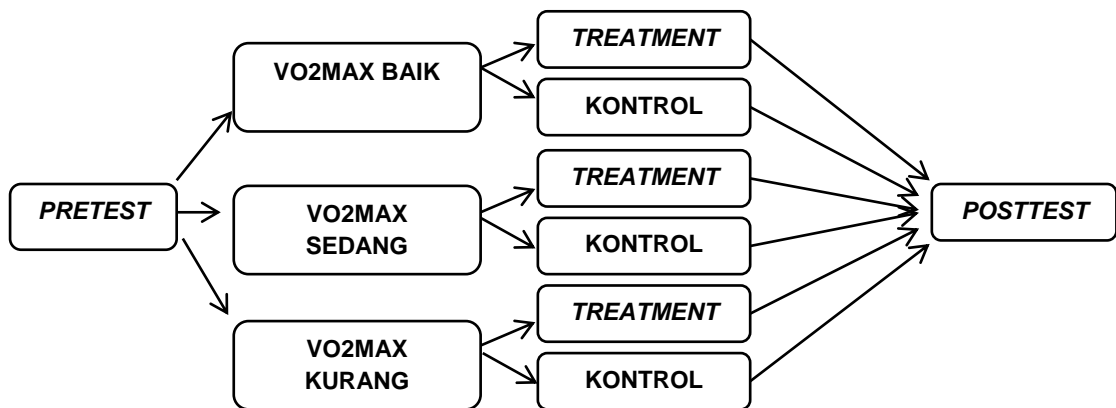 PRETEST
VO2MAX BAIK
VO2MAX
SEDANG
VO2MAX
KURANG
TREATMENT
KONTROL
TREATMENT
KONTROL
TREATMENT
KONTROL
POSTTEST